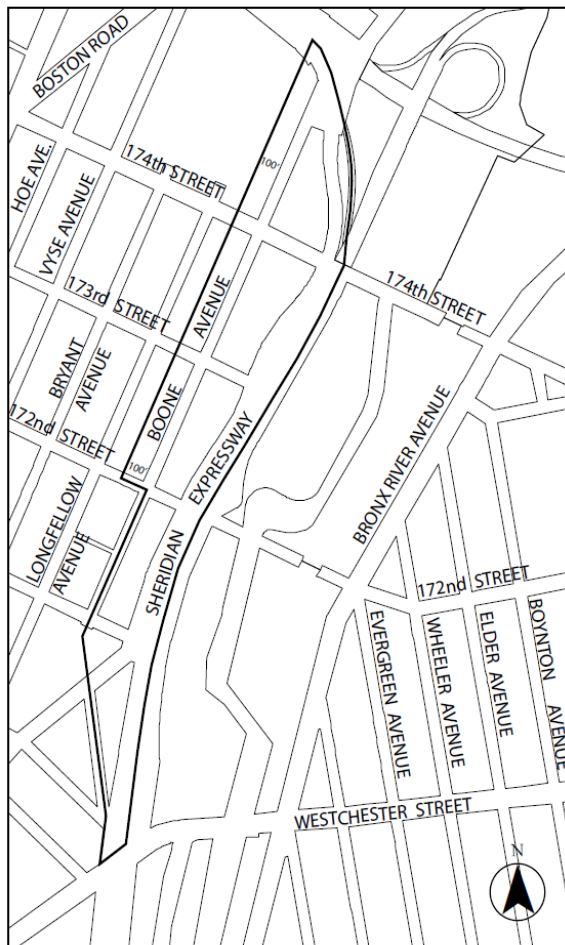 BOSTON ROAD
HOE AVE.
VYSE AVENUE
174th STREET
100'
173rd STREET
AVENUE
174th STREET
BRYANT
AVENUE
BOONE
172nd STREET
100'
EXPRESSWAY
BRONX RIVER AVENUE
LONGFELLOW
AVENUE
SHERIDIAN
172nd STREET
EVERGREEN AVENUE
WHEELER AVENUE
ELDER AVENUE
BOYNTON AVENUE
WESTCHESTER STREET
N